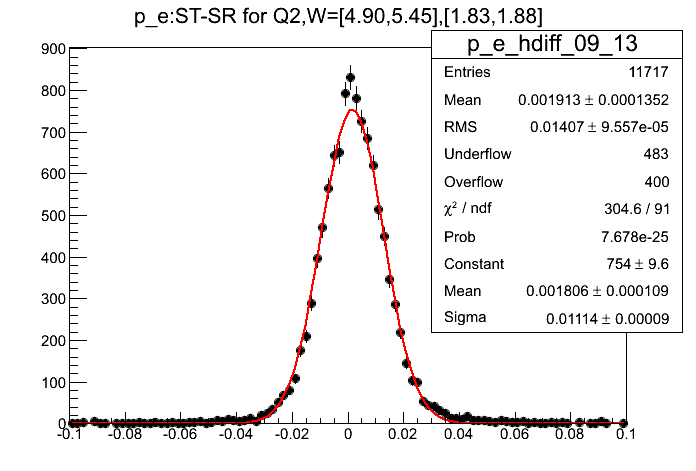 p_e:ST-SR for Q2,W=[4.90,5.45],[1.83,1.88]
p_e_hdiff_09_13
Entries 11717
Mean 0.001913 ± 0.0001352
RMS 0.01407 ± 9.557e-05
Underflow 483
Overflow 400
χ² / ndf 304.6 / 91
Prob 7.678e-25
Constant 754 ± 9.6
Mean 0.001806 ± 0.000109
Sigma 0.01114 ± 0.00009
900
800
700
600
500
400
300
200
100
0
-0.1 -0.08 -0.06 -0.04 -0.02 0 0.02 0.04 0.06 0.08 0.1